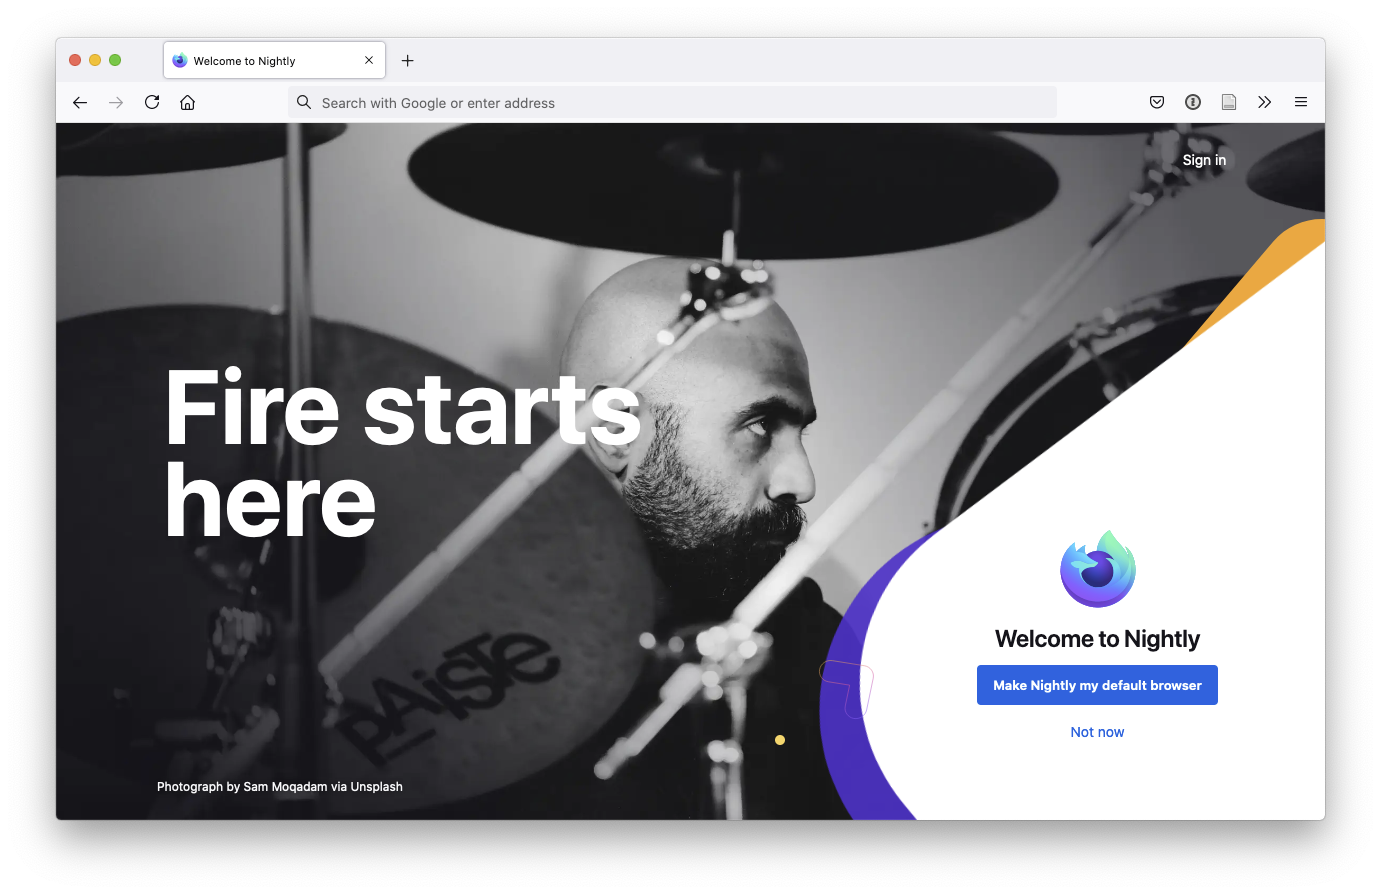 Welcome to Nightly
Search with Google or enter address
Sign in
Fire starts
here
PAiSTe
Welcome to Nightly
Make Nightly my default browser
Not now
Photograph by Sam Moqadam via Unsplash